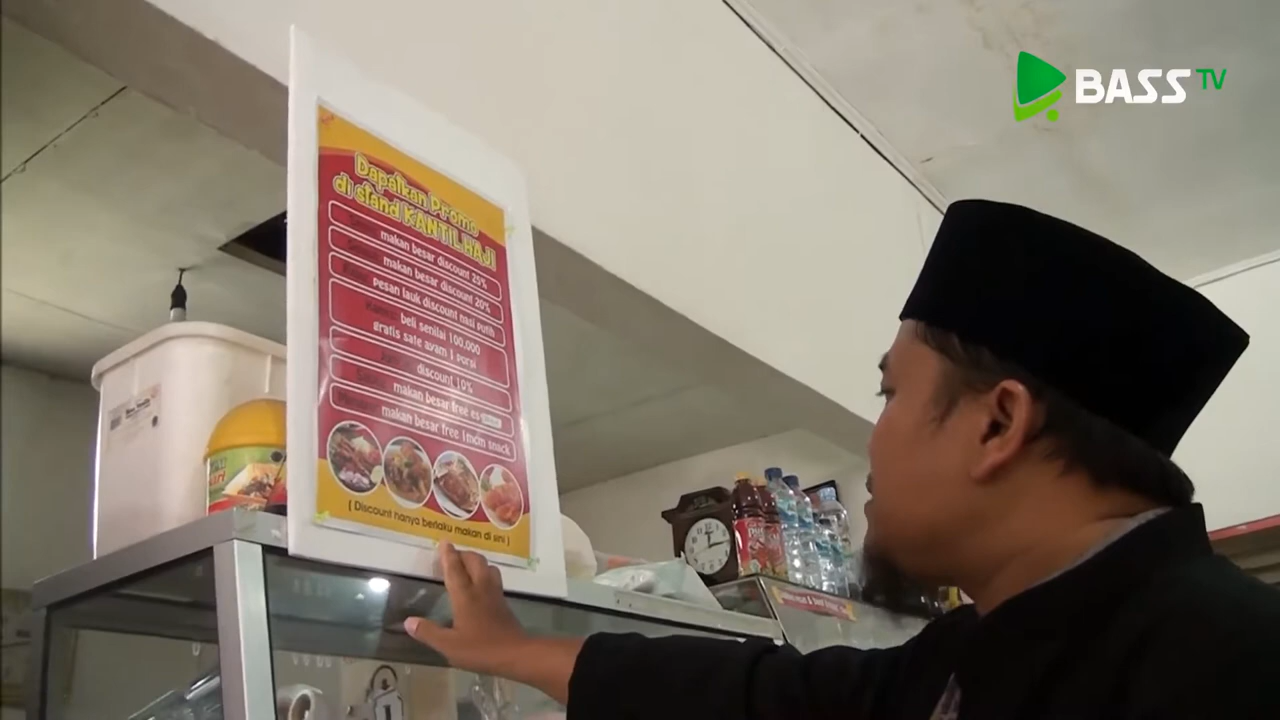 BASS TV
Dapatkan Promo
di stand KANTIL HAJI
makan besar discount 25%
makan besar discount 20%
pesan lauk discount nasi putih
beli senilai 100.000
gratis sate ayam 1 porsi
discount 10%
makan besar free es
makan besar free 1mcm snack
( Discount hanya berlaku makan di sini )